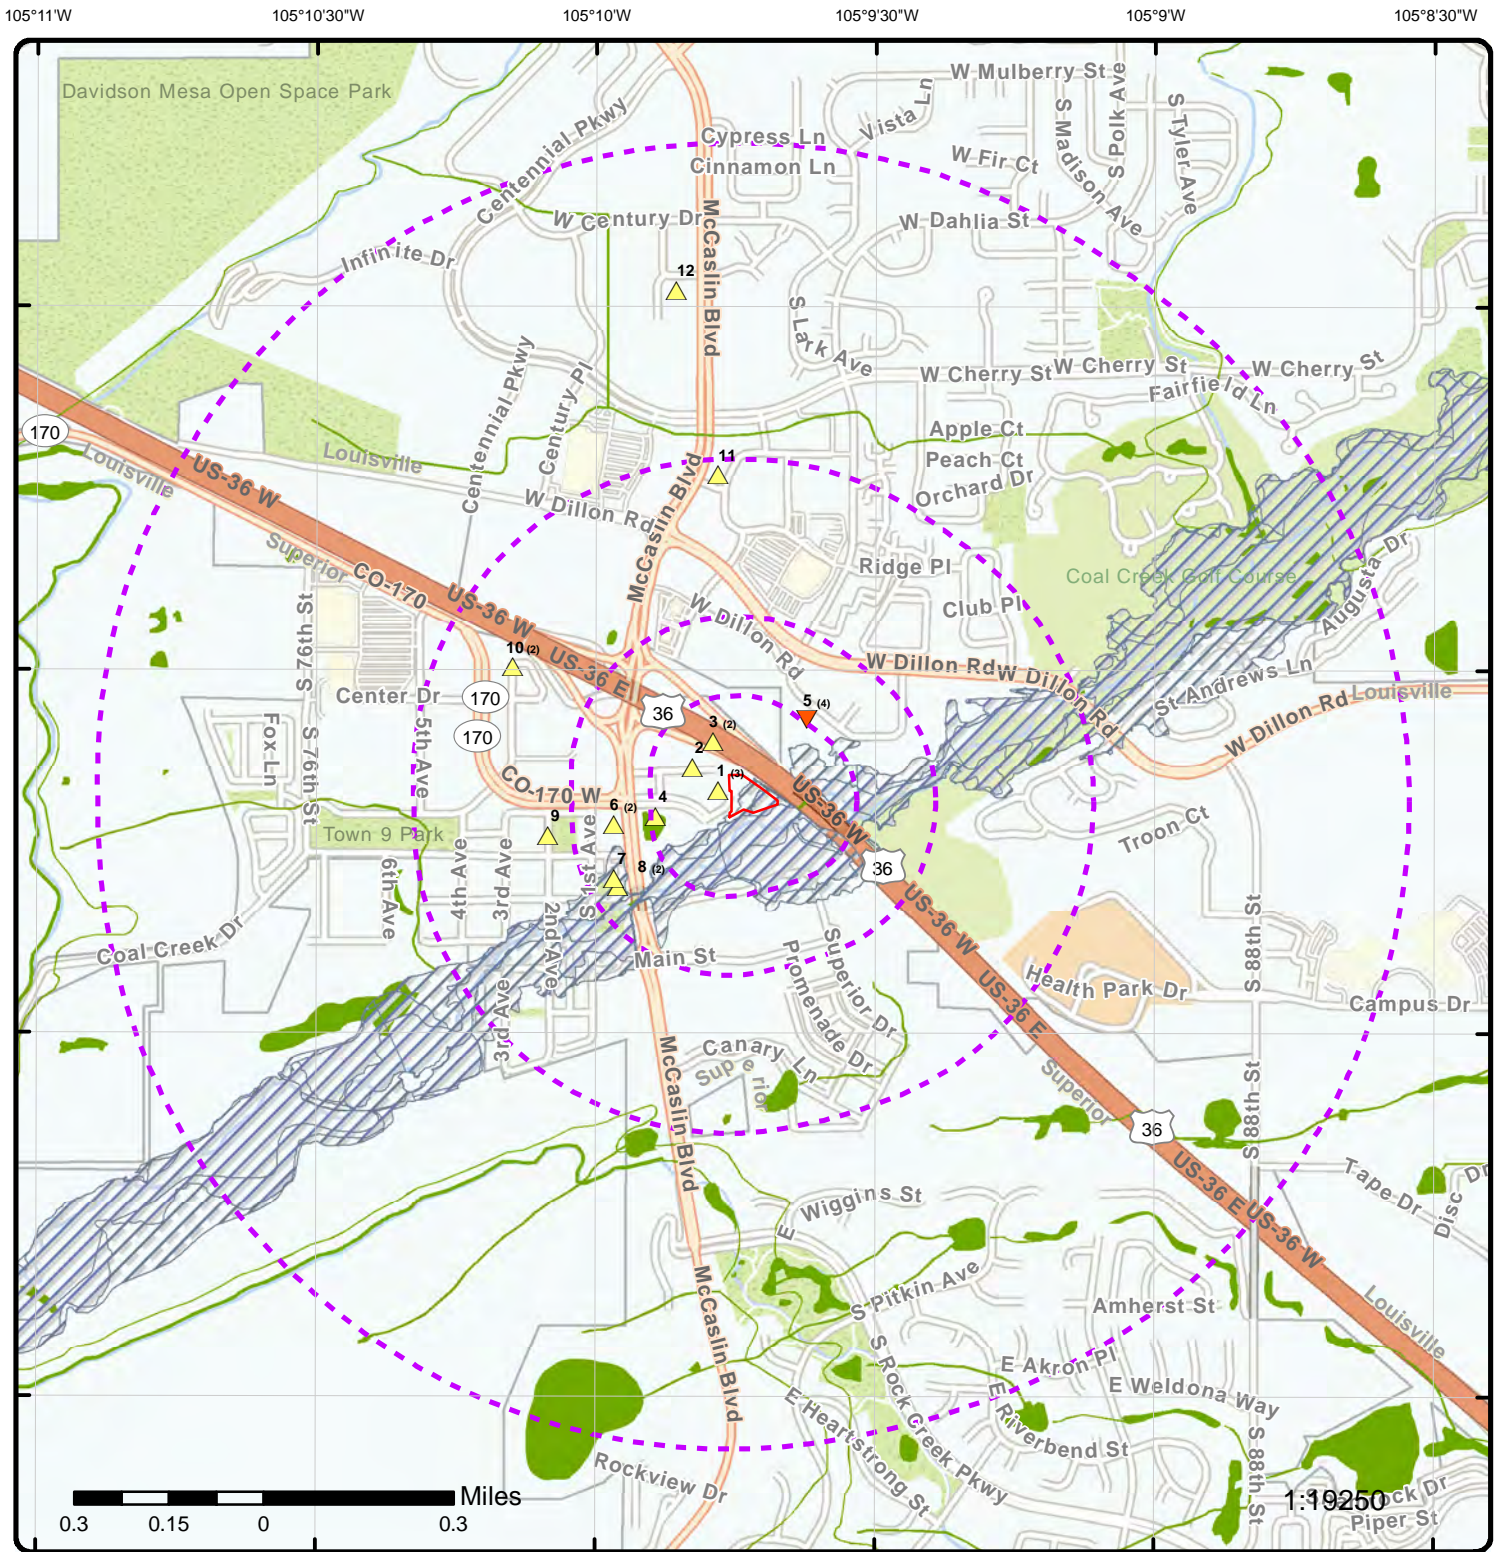 105°11'W 105°10'30"W 105°10'W 105°9'30"W 105°9'W 105°8'30"W
Davidson Mesa Open Space Park
W Mulberry St
S Polk Ave
Vista Ln
S Madison Ave
S Tyler Ave
Centennial Pkwy
Cypress Ln
Cinnamon Ln
W Fir Ct
W Century Dr
McCaslin Blvd
W Dahlia St
Infinite Dr
12
S Lark Ave
Centennial Pkwy
Century Pl
W Cherry St
W Cherry St
W Cherry St
Fairfield Ln
170
Louisville
Louisville
US-36 W
Apple Ct
Peach Ct
Orchard Dr
11
McCaslin Blvd
W Dillon Rd
Superior
CO-170
US-36 W
Ridge Pl
Club Pl
Coal Creek Golf Course
Augusta Dr
S 76th St
W Dillon Rd
10 (2)
US-36 E
W Dillon Rd
W Dillon Rd
St Andrews Ln
Louisville
W Dillon Rd
Center Dr
170
36
5 (4)
3 (2)
170
Fox Ln
S 76th St
5th Ave
2
1 (3)
US-36 W
CO-170 W
6 (2)
4
9
Town 9 Park
S 1st Ave
Troon Ct
7
8 (2)
36
6th Ave
4th Ave
3rd Ave
2nd Ave
US-36 W
S 88th St
Coal Creek Dr
Main St
Promenade Dr
Superior Dr
US-36 E
Health Park Dr
Campus Dr
3rd Ave
McCaslin Blvd
Canary Ln
Superior
Superior
S 88th St
36
US-36 E
US-36 W
Tape Dr
Disc Dr
E Wiggins St
McCaslin Blvd
S Pitkin Ave
Amherst St
Louisville
S Rock Creek Pkwy
E Akron Pl
E Weldona Way
E Heartstrong St
E Riverbend St
S 88th St
Rockview Dr
Miles
0.3 0.15 0 0.3
1:19250
Piper St